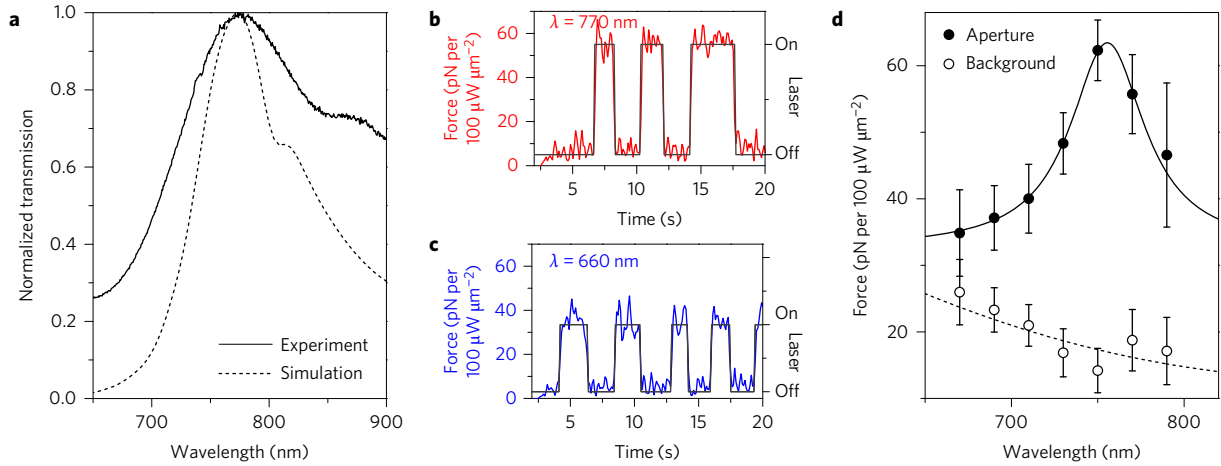 a
Normalized transmission
1.0
0.8
0.6
0.4
0.2
0.0
700
800
900
Wavelength (nm)
Experiment
Simulation
b
λ = 770 nm
Force (pN per
100 μW μm⁻²)
60
40
20
0
5
10
15
20
Time (s)
On
Laser
Off
c
λ = 660 nm
Force (pN per
100 μW μm⁻²)
60
40
20
0
5
10
15
20
Time (s)
On
Laser
Off
d
Aperture
Background
Force (pN per 100 μW μm⁻²)
60
40
20
700
800
Wavelength (nm)